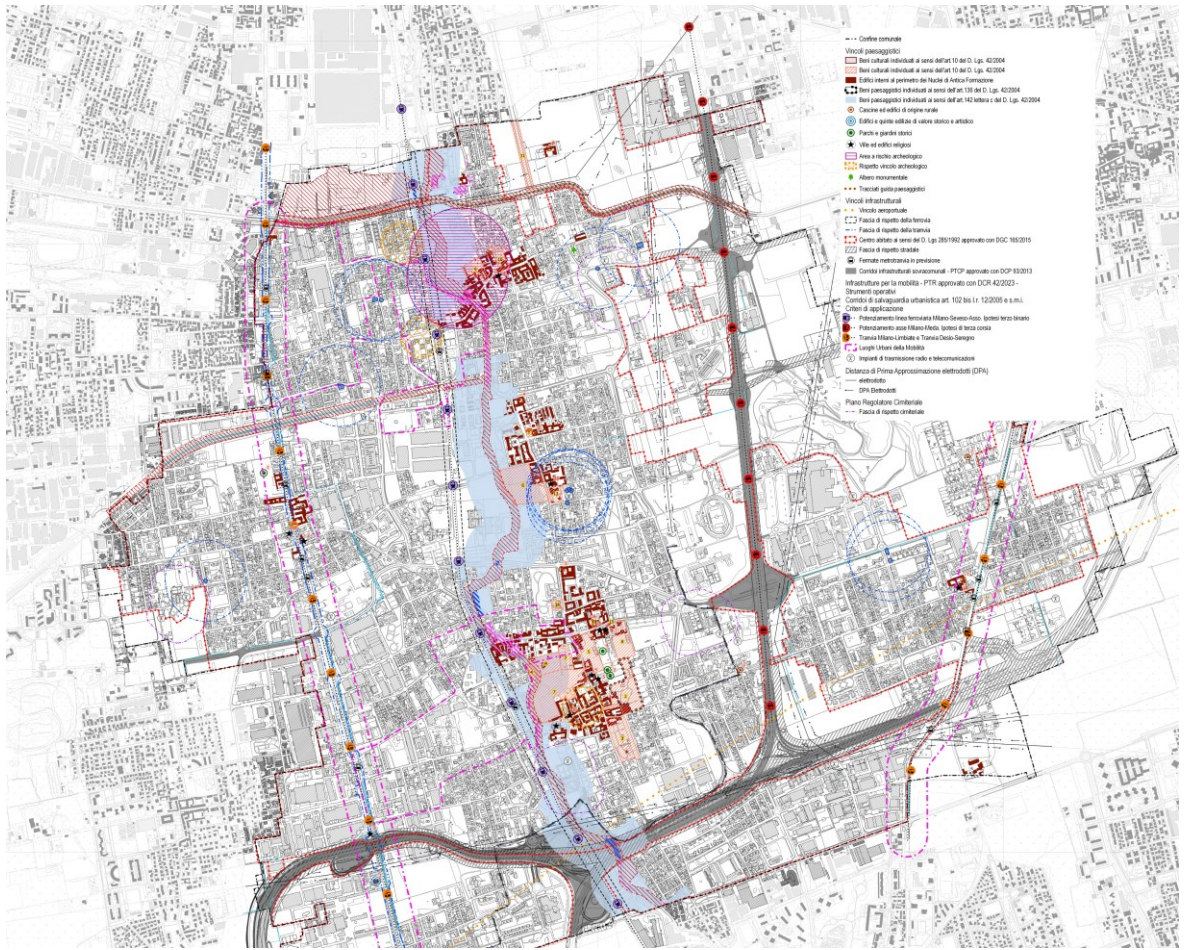 Confine comunale
Vincoli paesaggistici
Beni culturali individuati ai sensi dell'art.10 del D. Lgs. 42/2004
Beni culturali individuati ai sensi dell'art.10 del D. Lgs. 42/2004
Edifici interni al perimetro dei Nuclei di Antica Formazione
Beni paesaggistici individuati ai sensi dell'art.136 del D. Lgs. 42/2004
Beni paesaggistici individuati ai sensi dell'art.142 lettera c del D. Lgs. 42/2004
Cascine ed edifici di origine rurale
Edifici e quinte edilizie di valore storico e artistico
Parchi e giardini storici
Ville ed edifici religiosi
Area a rischio archeologico
Rispetto vincolo archeologico
Albero monumentale
Tracciati guida paesaggistici
Vincoli infrastrutturali
Vincolo aeroportuale
Fascia di rispetto della ferrovia
Fascia di rispetto della tramvia
Centro abitato ai sensi del D. Lgs 285/1992 approvato con DGC 165/2015
Fascia di rispetto stradale
Fermate metrotranvia in previsione
Corridoi infrastrutturali sovracomunali - PTCP approvato con DCP 93/2013
Infrastrutture per la mobilità - PTR approvato con DCR 42/2023 -
Strumenti operativi
Corridoi di salvaguardia urbanistica art. 102 bis l.r. 12/2005 e s.m.i.
Criteri di applicazione
Potenziamento linea ferroviaria Milano-Seveso-Asso. Ipotesi terzo binario
Potenziamento asse Milano-Meda. Ipotesi di terza corsia
Tranvia Milano-Limbiate e Tranvia Desio-Seregno
Luoghi Urbani della Mobilità
Impianti di trasmissione radio e telecomunicazioni
Distanza di Prima Approssimazione elettrodotti (DPA)
elettrodotto
DPA Elettrodotti
Piano Regolatore Cimiteriale
Fascia di rispetto cimiteriale